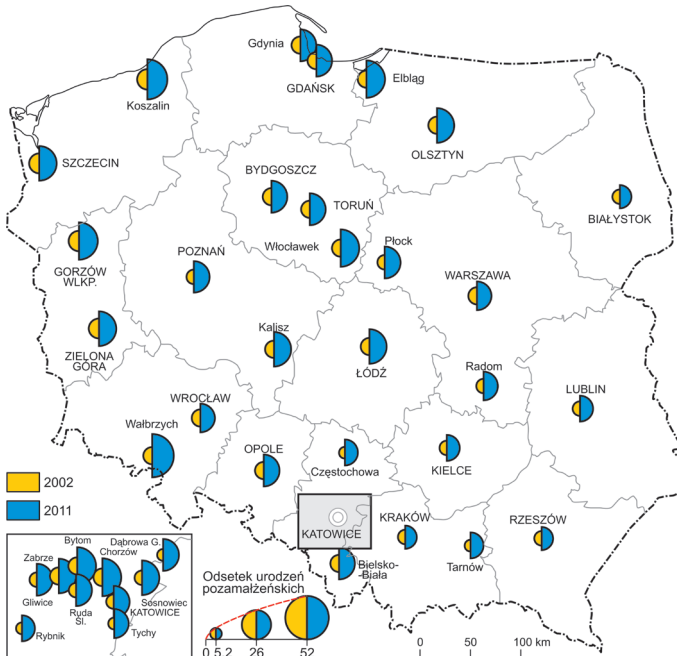 Gdynia
GDAŃSK
Elbląg
Koszalin
OLSZTYN
SZCZECIN
BYDGOSZCZ
TORUŃ
BIAŁYSTOK
Włocławek
Płock
GORZÓW
WLKP.
POZNAŃ
WARSZAWA
ZIELONA
GÓRA
Kalisz
ŁÓDŹ
Radom
LUBLIN
WROCŁAW
Wałbrzych
OPOLE
Częstochowa
KIELCE
2002
2011
KATOWICE
KRAKÓW
RZESZÓW
Tarnów
Bielsko-
Biała
Bytom
Dąbrowa G.
Zabrze
Chorzów
Gliwice
Ruda
Śl.
Sosnowiec
KATOWICE
Rybnik
Tychy
Odsetek urodzeń
pozamałżeńskich
0 5,2 26 52
0 50 100 km